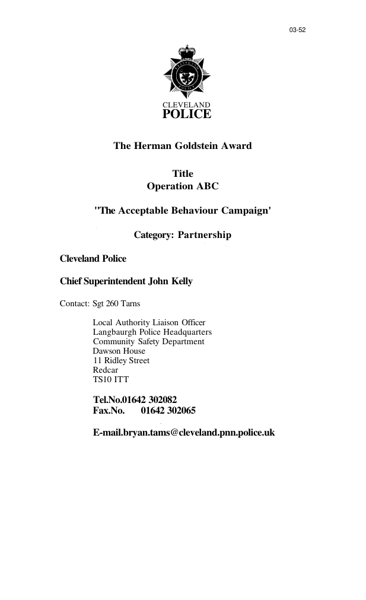 03-52
CLEVELAND
POLICE
The Herman Goldstein Award
Title
Operation ABC
"The Acceptable Behaviour Campaign'
Category: Partnership
Cleveland Police
Chief Superintendent John Kelly
Contact: Sgt 260 Tarns
Local Authority Liaison Officer
Langbaurgh Police Headquarters
Community Safety Department
Dawson House
11 Ridley Street
Redcar
TS10 ITT
Tel.No.01642 302082
Fax.No. 01642 302065
E-mail.bryan.tams@cleveland.pnn.police.uk